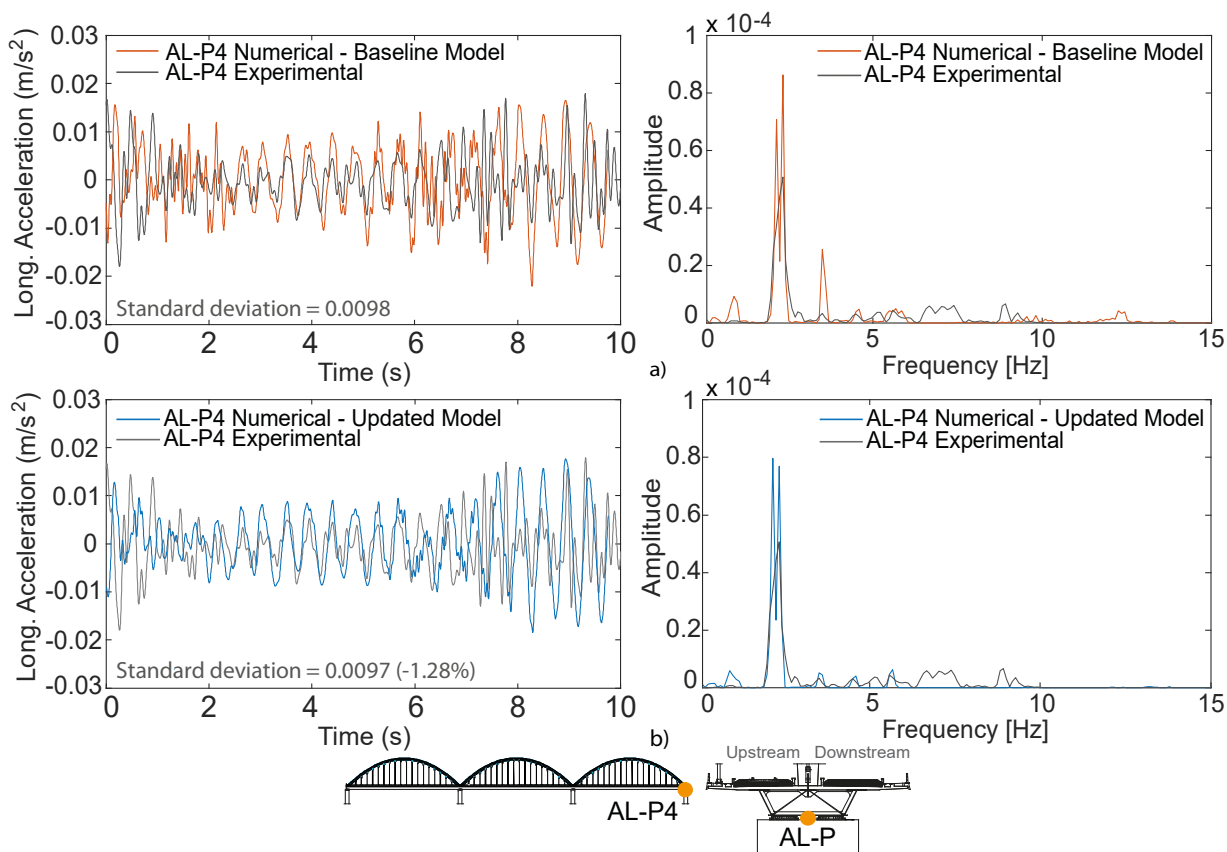 0.03
0.02
0.01
0
-0.01
-0.02
-0.03
Long. Acceleration (m/s²)
AL-P4 Numerical - Baseline Model
AL-P4 Experimental
Standard deviation = 0.0098
0 2 4 6 8 10
Time (s)
x 10-4
1
0.8
0.6
0.4
0.2
0
Amplitude
AL-P4 Numerical - Baseline Model
AL-P4 Experimental
0 5 10 15
Frequency [Hz]
a)
0.03
0.02
0.01
0
-0.01
-0.02
-0.03
Long. Acceleration (m/s²)
AL-P4 Numerical - Updated Model
AL-P4 Experimental
Standard deviation = 0.0097 (-1.28%)
0 2 4 6 8 10
Time (s)
x 10-4
1
0.8
0.6
0.4
0.2
0
Amplitude
AL-P4 Numerical - Updated Model
AL-P4 Experimental
0 5 10 15
Frequency [Hz]
b)
Upstream Downstream
AL-P4
AL-P